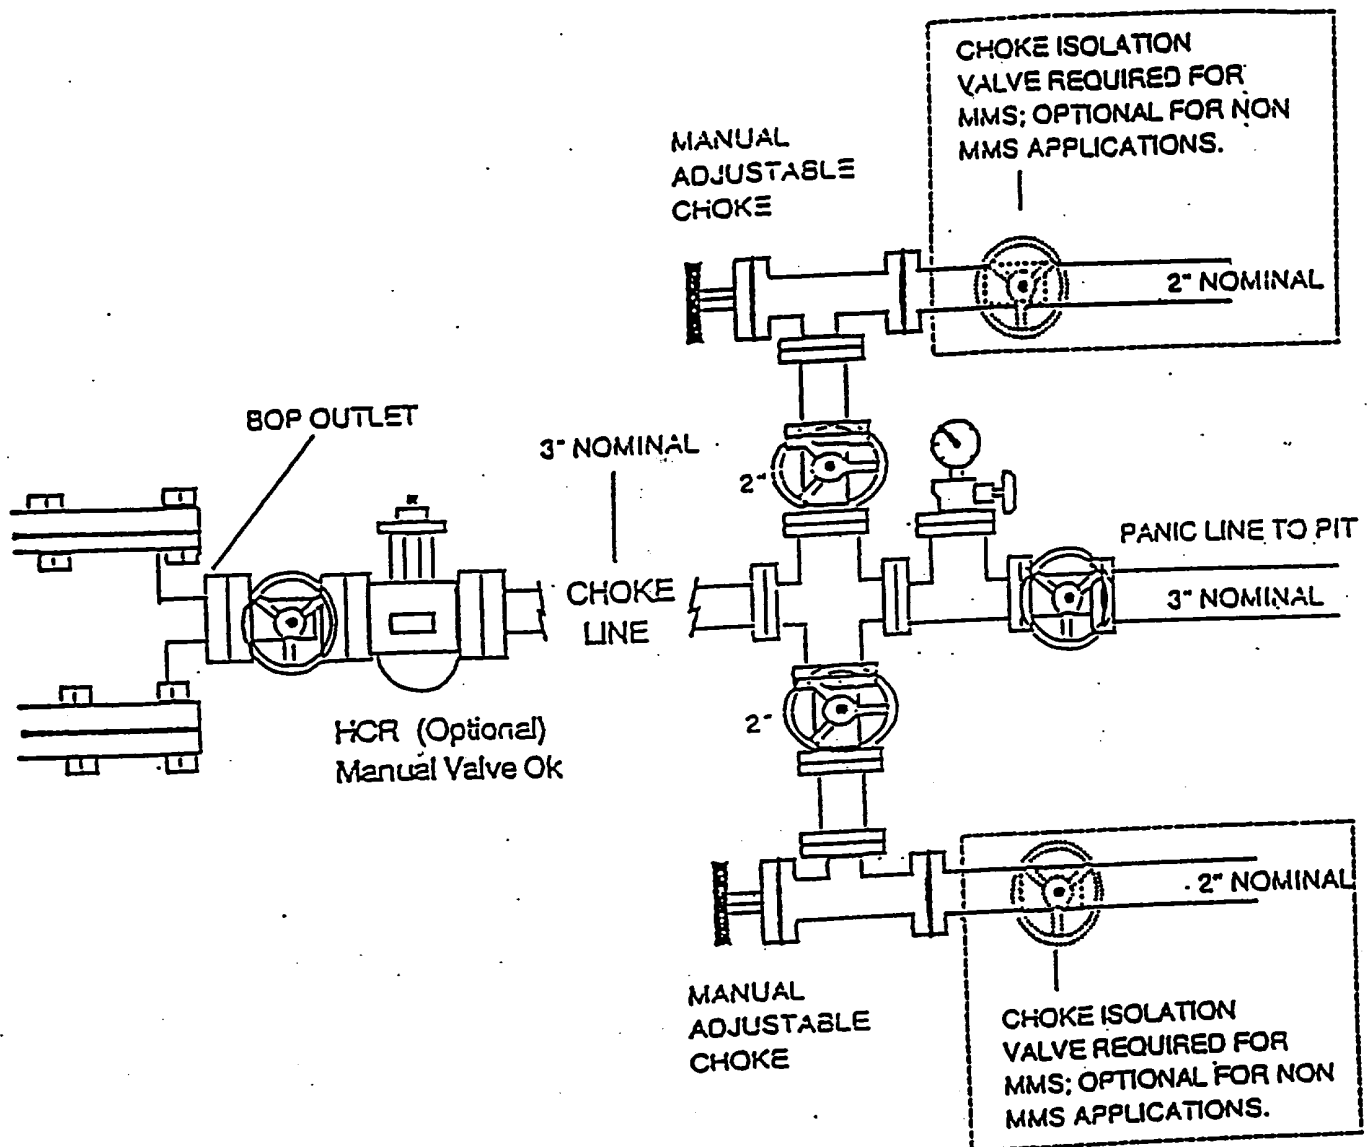 CHOKE ISOLATION
VALVE REQUIRED FOR
MMS; OPTIONAL FOR NON
MMS APPLICATIONS.
MANUAL
ADJUSTABLE
CHOKE
2" NOMINAL
BOP OUTLET
3" NOMINAL
2"
PANIC LINE TO PIT
CHOKE
LINE
3" NOMINAL
HCR (Optional)
Manual Valve Ok
2"
2" NOMINAL
MANUAL
ADJUSTABLE
CHOKE
CHOKE ISOLATION
VALVE REQUIRED FOR
MMS; OPTIONAL FOR NON
MMS APPLICATIONS.